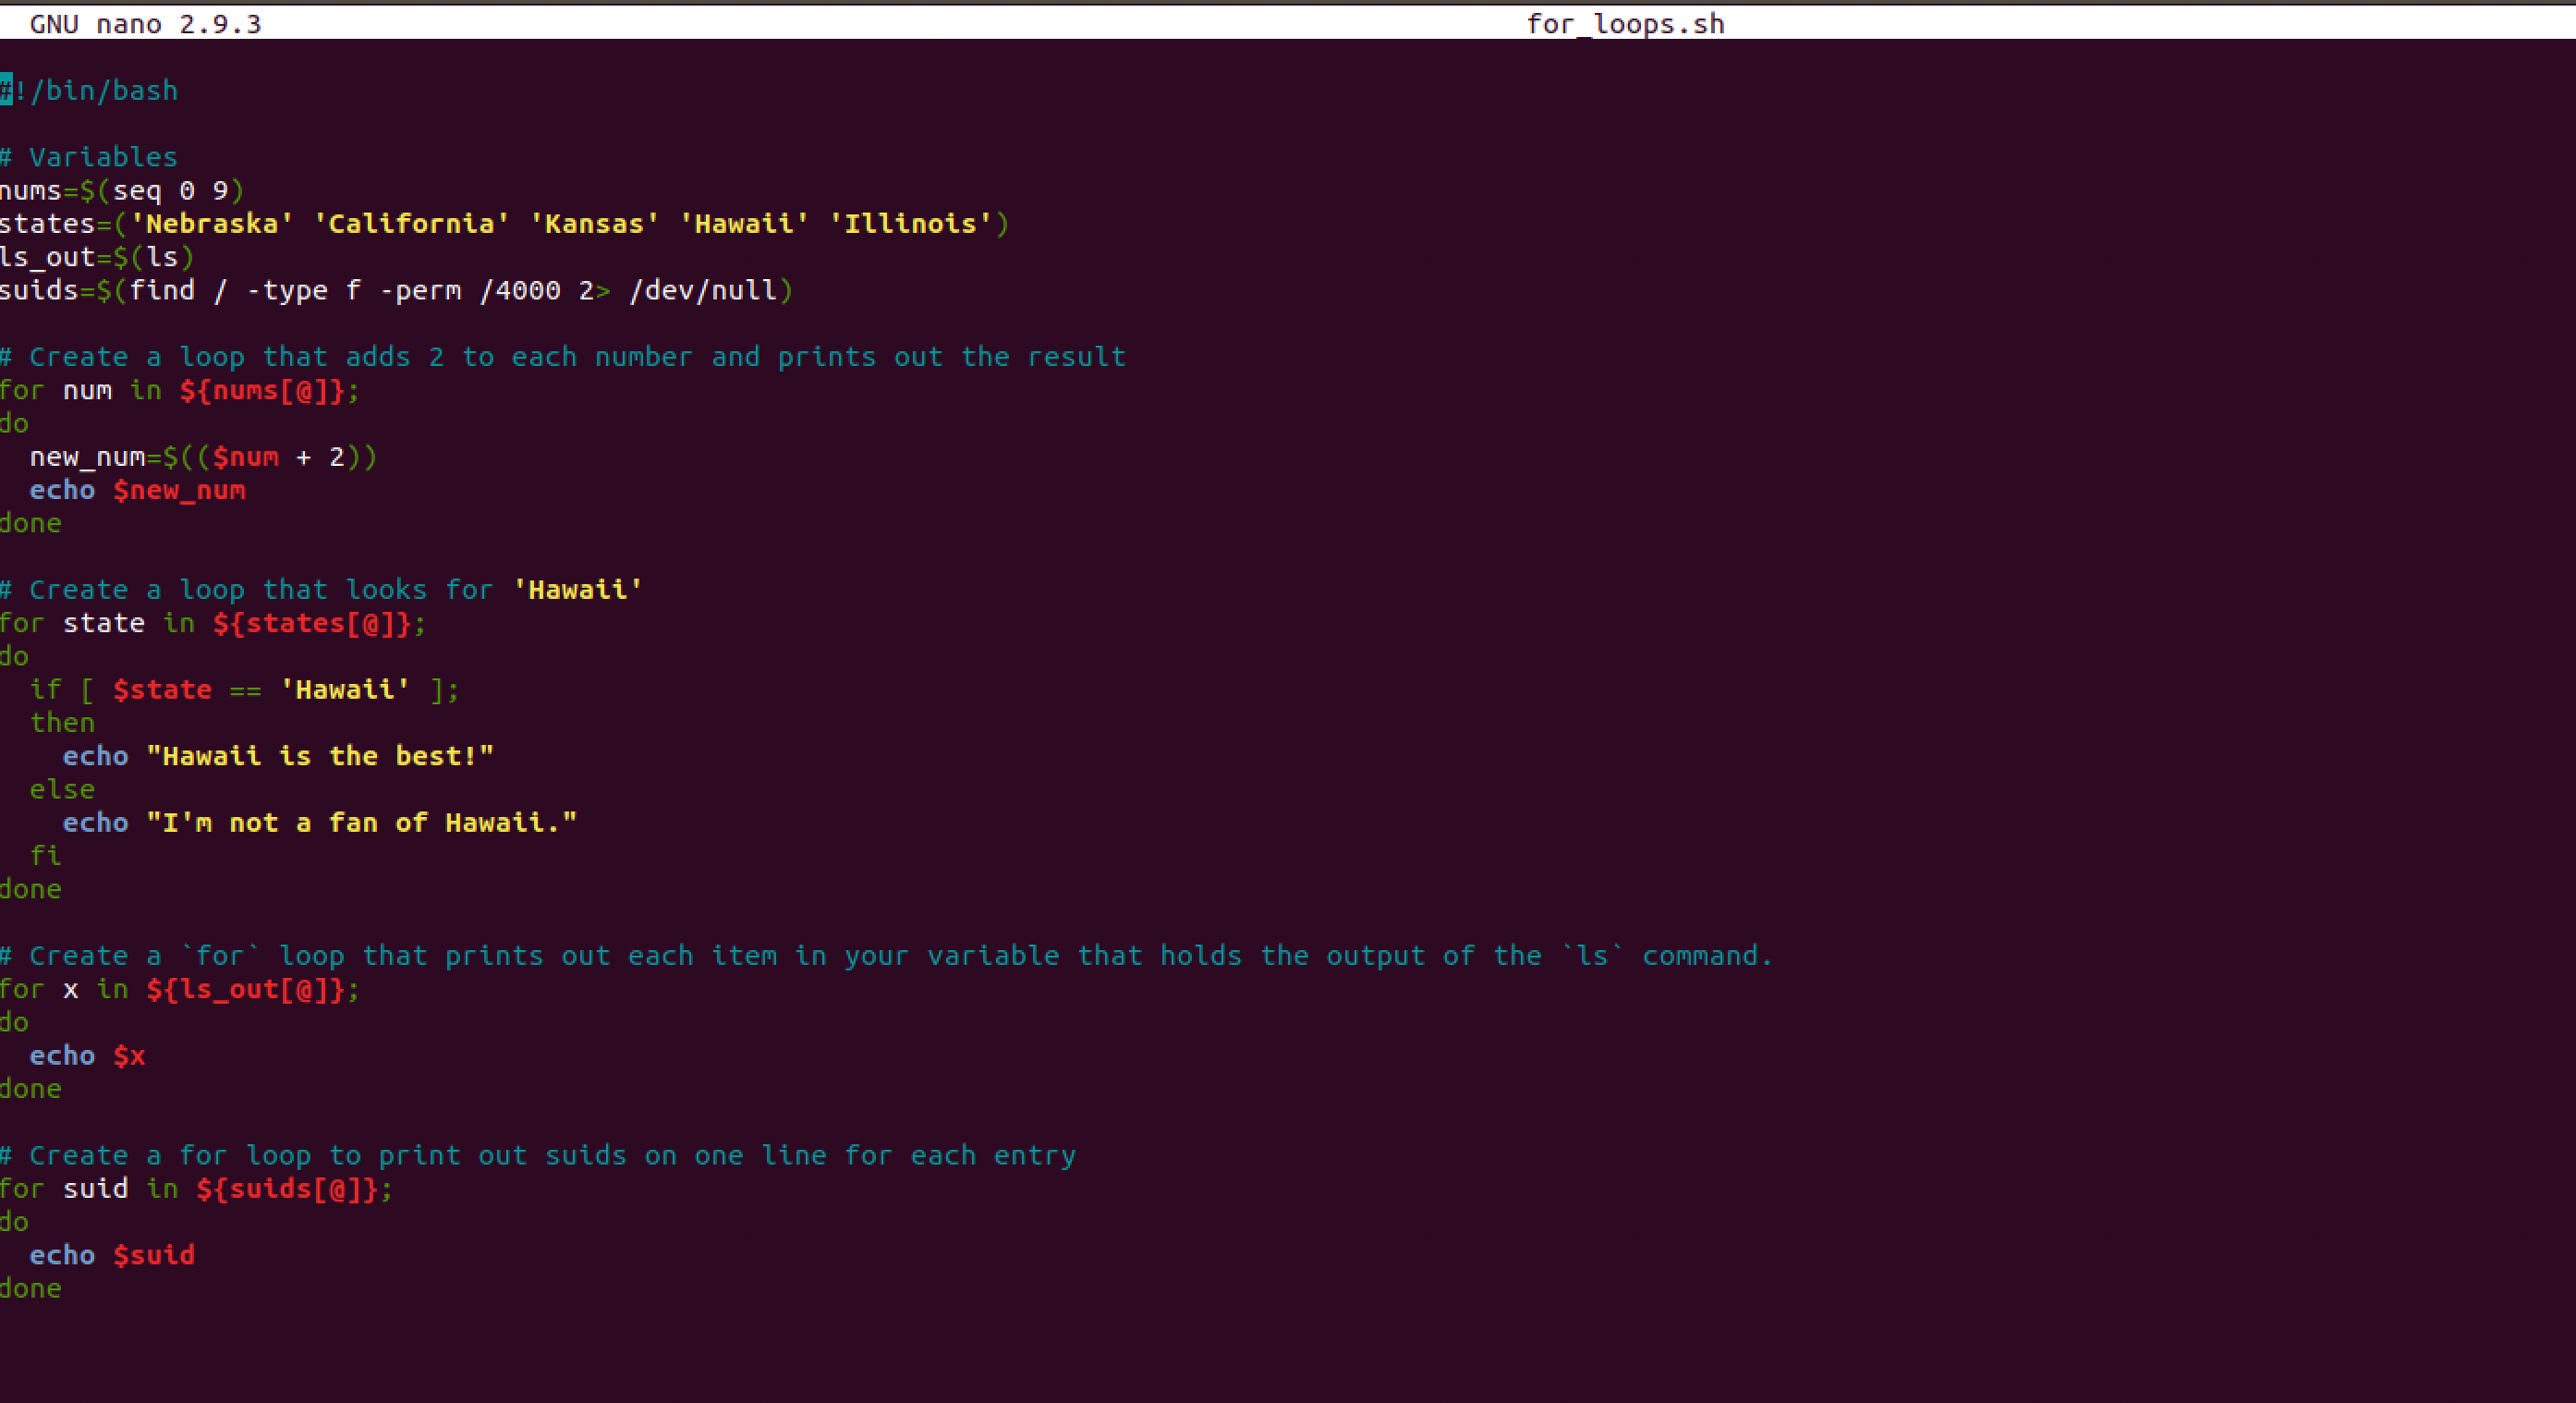 GNU nano 2.9.3 for_loops.sh
#!/bin/bash
# Variables
nums=$(seq 0 9)
states=('Nebraska' 'California' 'Kansas' 'Hawaii' 'Illinois')
ls_out=$(ls)
suids=$(find / -type f -perm /4000 2> /dev/null)
# Create a loop that adds 2 to each number and prints out the result
for num in ${nums[@]};
do
  new_num=$(($num + 2))
  echo $new_num
done
# Create a loop that looks for 'Hawaii'
for state in ${states[@]};
do
  if [ $state == 'Hawaii' ];
  then
    echo "Hawaii is the best!"
  else
    echo "I'm not a fan of Hawaii."
  fi
done
# Create a `for` loop that prints out each item in your variable that holds the output of the `ls` command.
for x in ${ls_out[@]};
do
  echo $x
done
# Create a for loop to print out suids on one line for each entry
for suid in ${suids[@]};
do
  echo $suid
done